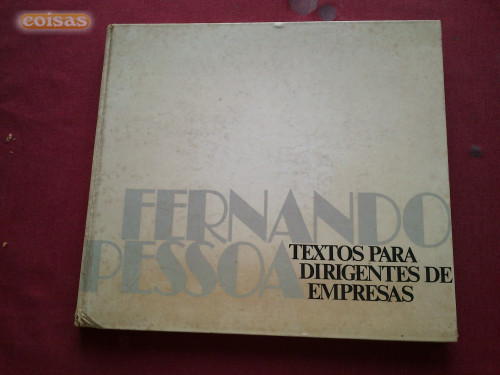 coisas
FERNANDO
PESSOA
TEXTOS PARA
DIRIGENTES DE
EMPRESAS